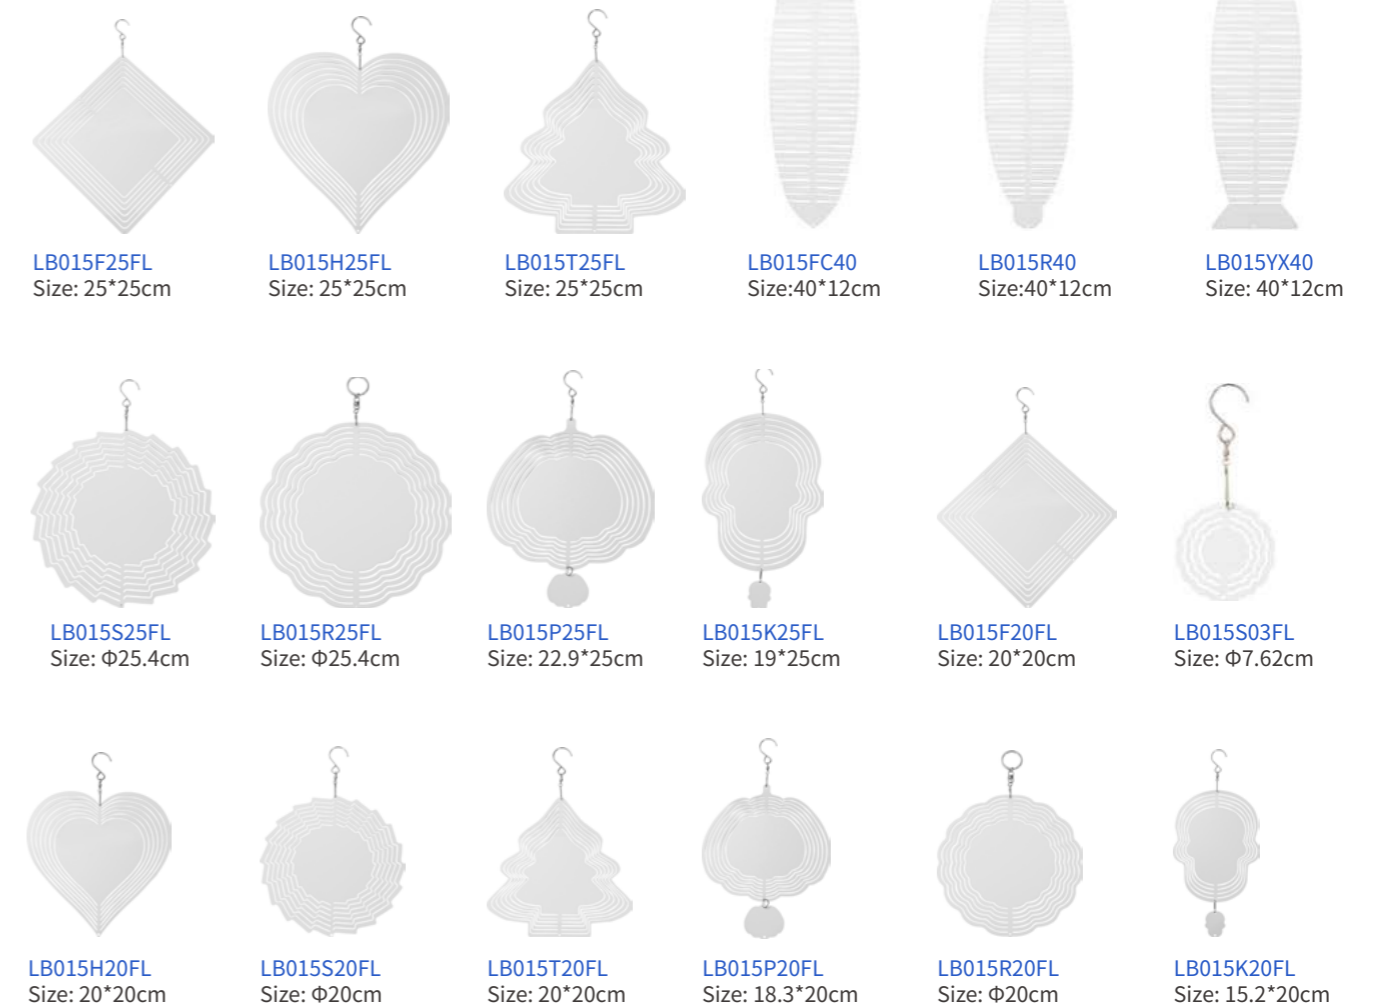 LB015F25FL
Size: 25*25cm
LB015H25FL
Size: 25*25cm
LB015T25FL
Size: 25*25cm
LB015FC40
Size:40*12cm
LB015R40
Size:40*12cm
LB015YX40
Size: 40*12cm
LB015S25FL
Size: Φ25.4cm
LB015R25FL
Size: Φ25.4cm
LB015P25FL
Size: 22.9*25cm
LB015K25FL
Size: 19*25cm
LB015F20FL
Size: 20*20cm
LB015S03FL
Size: Φ7.62cm
LB015H20FL
Size: 20*20cm
LB015S20FL
Size: Φ20cm
LB015T20FL
Size: 20*20cm
LB015P20FL
Size: 18.3*20cm
LB015R20FL
Size: Φ20cm
LB015K20FL
Size: 15.2*20cm